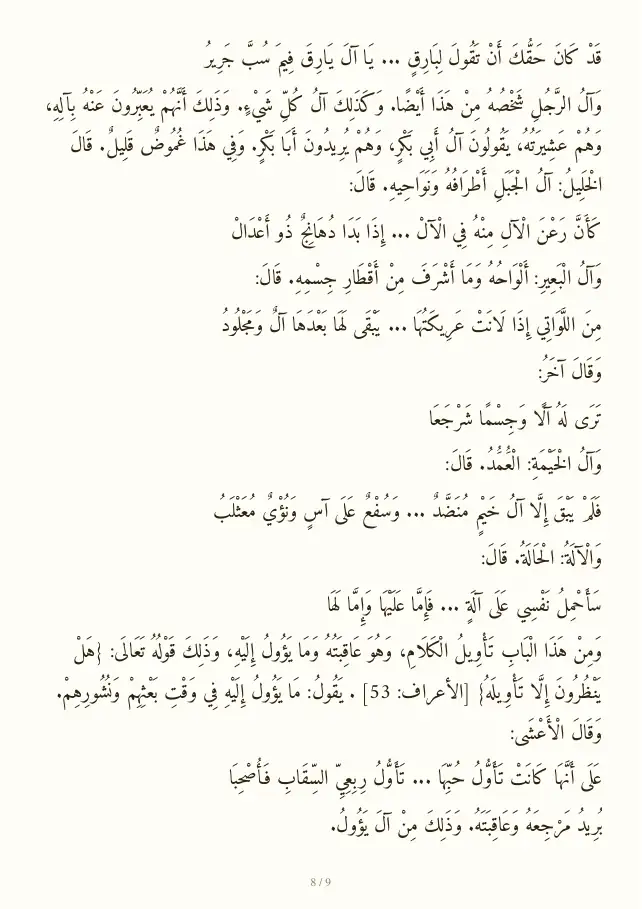 قَدْ كَانَ حَقُّكَ أَنْ تَقُولَ لِبَارِقٍ ... يَا آلَ بَارِقَ فِيمَ سُبَّ جَرِيرُ
وَآلُ الرَّجُلِ شَخْصُهُ مِنْ هَذَا أَيْضًا. وَكَذَلِكَ آلُ كُلِّ شَيْءٍ. وَذَلِكَ أَنَّهُمْ يُعَبِّرُونَ عَنْهُ بِآلِهِ،
وَهُمْ عَشِيرَتُهُ، يَقُولُونَ آلُ أَبِي بَكْرٍ، وَهُمْ يُرِيدُونَ أَبَا بَكْرٍ. وَفِي هَذَا غُمُوضٌ قَلِيلٌ. قَالَ
الْخَلِيلُ: آلُ الْجَبَلِ أَطْرَافُهُ وَنَوَاحِيهِ. قَالَ:
كَأَنَّ رَعْنَ الْآلِ مِنْهُ فِي الْآلْ ... إِذَا بَدَا دُهَانِجٌ ذُو أَعْدَالْ
وَآلُ الْبَعِيرِ: أَلْوَاحُهُ وَمَا أَشْرَفَ مِنْ أَقْطَارِ جِسْمِهِ. قَالَ:
مِنَ اللَّوَاتِي إِذَا لَانَتْ عَرِيكَتُهَا ... يَبْقَى لَهَا بَعْدَهَا آلٌ وَمَجْلُودُ
وَقَالَ آخَرُ:
تَرَى لَهُ آلًا وَجِسْمًا شَرْجَعَا
وَآلُ الْخَيْمَةِ: الْعُمُدُ. قَالَ:
فَلَمْ يَبْقَ إِلَّا آلُ خَيْمٍ مُنَضَّدٌ ... وَسُفْعٌ عَلَى آسٍ وَنُؤْيٌ مُعَثْلَبُ
وَالْآلَةُ: الْحَالَةُ. قَالَ:
سَأَحْمِلُ نَفْسِي عَلَى آلَةٍ ... فَإِمَّا عَلَيْهَا وَإِمَّا لَهَا
وَمِنْ هَذَا الْبَابِ تَأْوِيلُ الْكَلَامِ، وَهُوَ عَاقِبَتُهُ وَمَا يَؤُولُ إِلَيْهِ، وَذَلِكَ قَوْلُهُ تَعَالَى: {هَلْ
يَنْظُرُونَ إِلَّا تَأْوِيلَهُ} [الأعراف: 53] . يَقُولُ: مَا يَؤُولُ إِلَيْهِ فِي وَقْتِ بَعْثِهِمْ وَنُشُورِهِمْ.
وَقَالَ الْأَعْشَى:
عَلَى أَنَّهَا كَانَتْ تَأَوُّلُ حُبِّهَا ... تَأَوُّلُ رِبِعِيِّ السِّقَابِ فَأُصْحِبَا
يُرِيدُ مَرْجِعَهُ وَعَاقِبَتَهُ. وَذَلِكَ مِنْ آلَ يَؤُولُ.
8 / 9